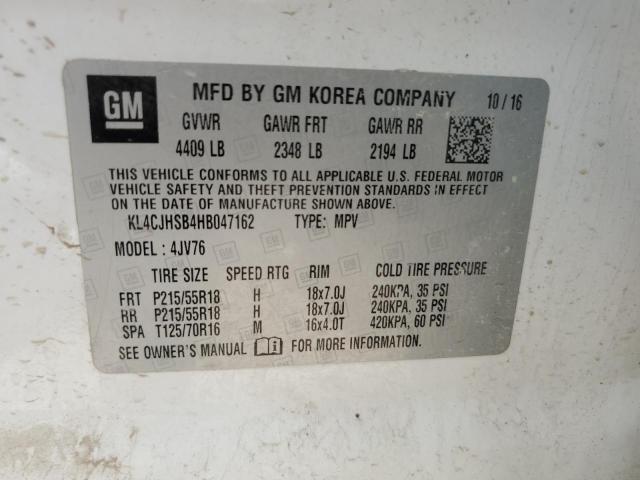 GM MFD BY GM KOREA COMPANY 10/16
GVWR GAWR FRT GAWR RR
4409 LB 2348 LB 2194 LB
THIS VEHICLE CONFORMS TO ALL APPLICABLE U.S. FEDERAL MOTOR
VEHICLE SAFETY AND THEFT PREVENTION STANDARDS IN EFFECT
ON THE DATE OF MANUFACTURE SHOWN ABOVE.
KL4CJHSB4HB047162 TYPE: MPV
MODEL: 4JV76
TIRE SIZE SPEED RTG RIM COLD TIRE PRESSURE
FRT P215/55R18 H 18x7.0J 240KPA, 35 PSI
RR P215/55R18 H 18x7.0J 240KPA, 35 PSI
SPA T125/70R16 M 16x4.0T 420KPA, 60 PSI
SEE OWNER'S MANUAL FOR MORE INFORMATION.